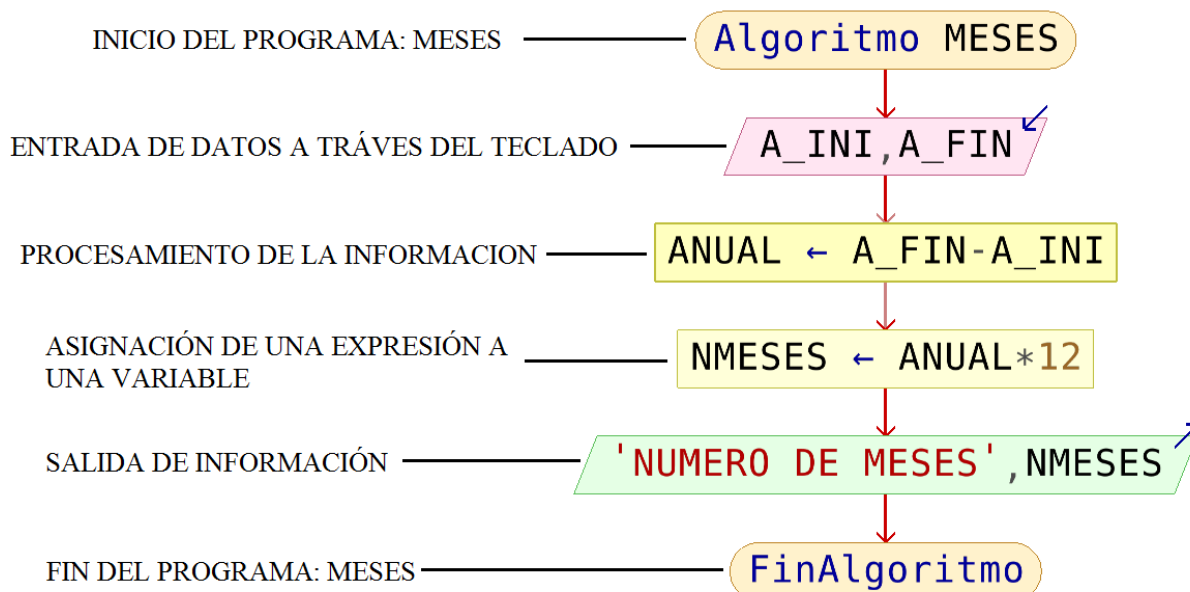 INICIO DEL PROGRAMA: MESES
Algoritmo MESES
ENTRADA DE DATOS A TRÁVES DEL TECLADO
A_INI,A_FIN
PROCESAMIENTO DE LA INFORMACION
ANUAL ← A_FIN-A_INI
ASIGNACIÓN DE UNA EXPRESIÓN A
UNA VARIABLE
NMESES ← ANUAL*12
SALIDA DE INFORMACIÓN
'NUMERO DE MESES',NMESES
FIN DEL PROGRAMA: MESES
FinAlgoritmo